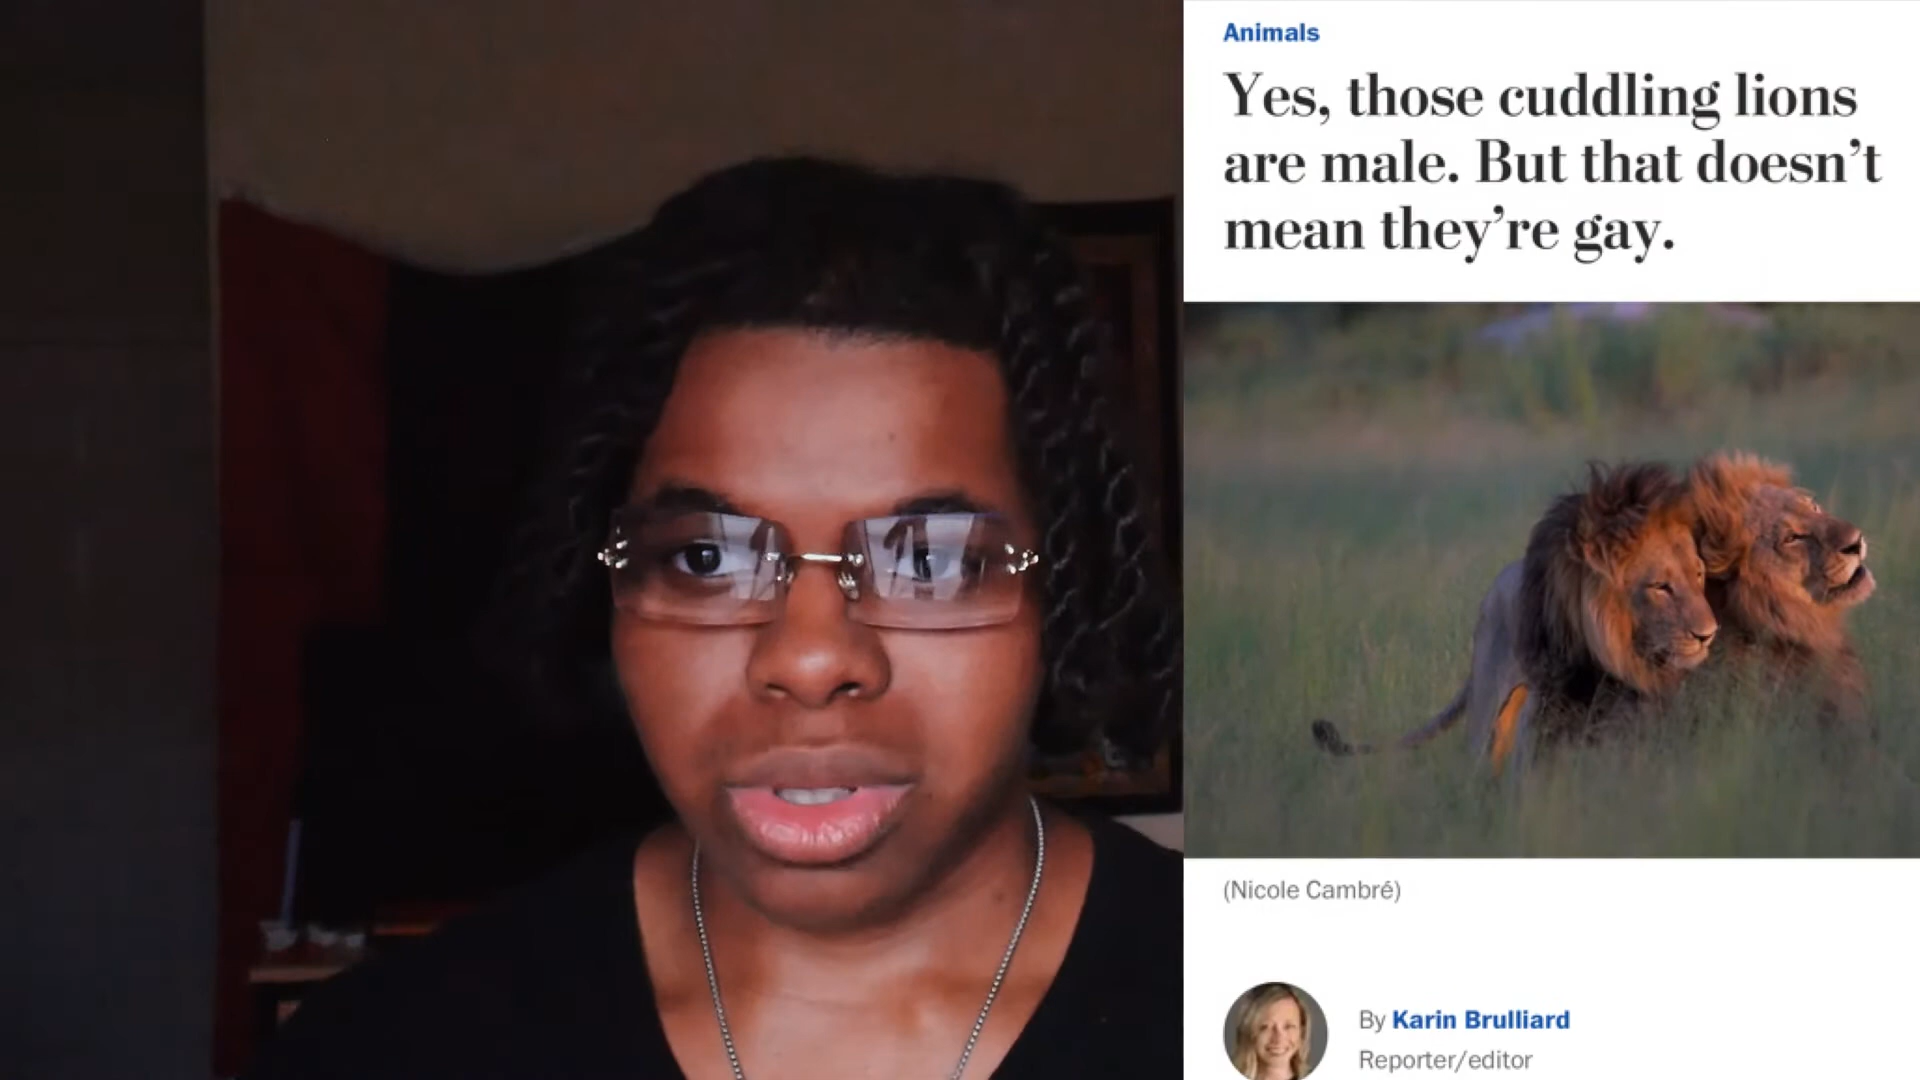 Animals
Yes, those cuddling lions
are male. But that doesn’t
mean they’re gay.
(Nicole Cambré)
By Karin Brulliard
Reporter/editor